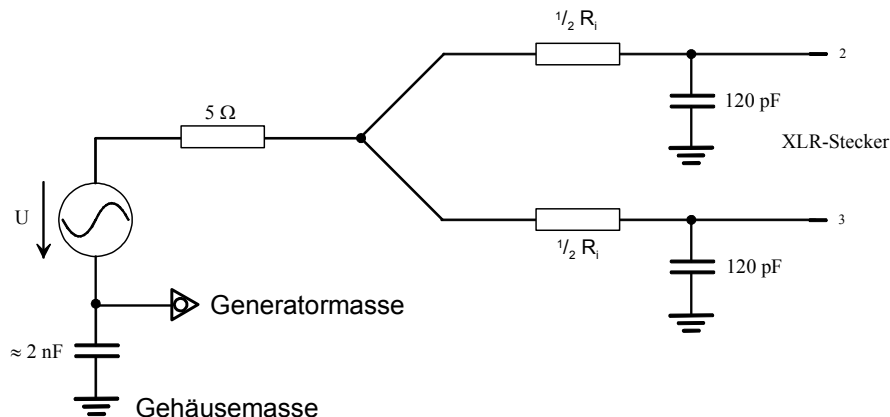 ½ Rᵢ
2
120 pF
5 Ω
XLR-Stecker
U
3
½ Rᵢ
120 pF
Generatormasse
≈ 2 nF
Gehäusemasse